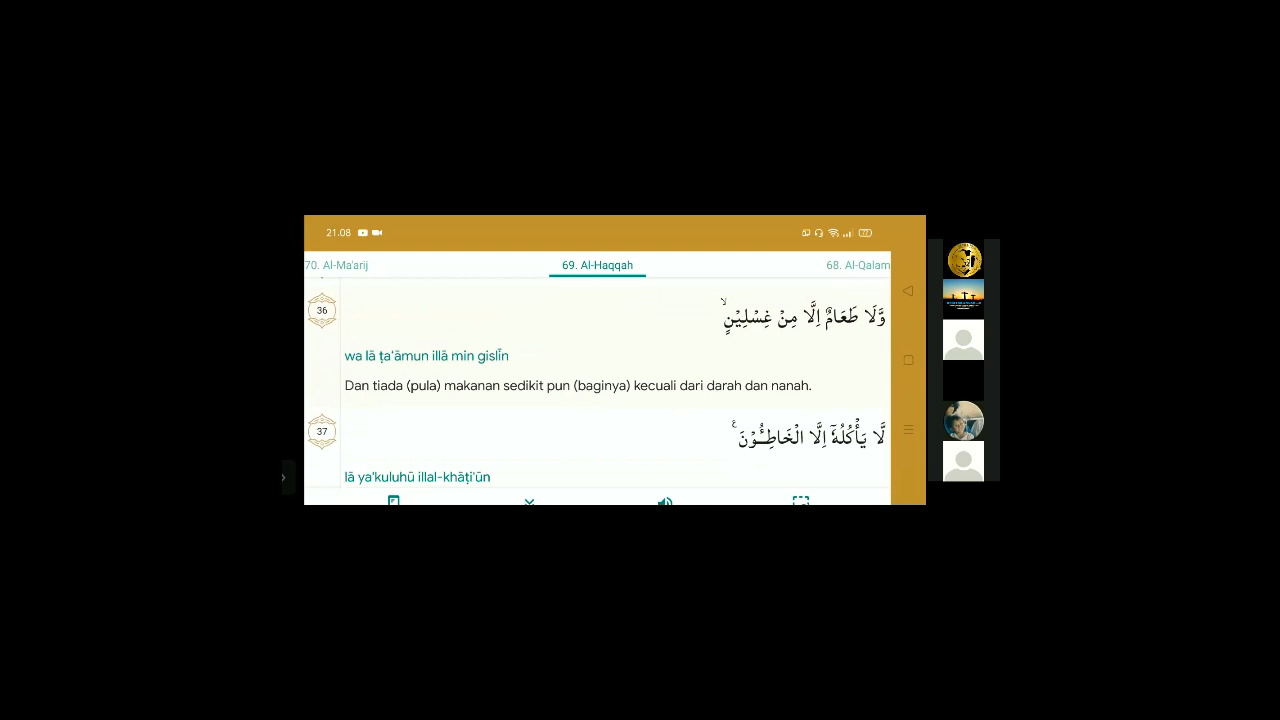 21.08
77
70. Al-Ma'arij
69. Al-Haqqah
68. Al-Qalam
36
وَّلَا طَعَامٌ اِلَّا مِنْ غِسْلِيْنٍۙ
wa lā ṭa'āmun illā min gislīn
Dan tiada (pula) makanan sedikit pun (baginya) kecuali dari darah dan nanah.
37
لَّا يَأْكُلُهٗٓ اِلَّا الْخَاطِـُٔوْنَ ࣖ
lā ya'kuluhū illal-khāṭi'ūn